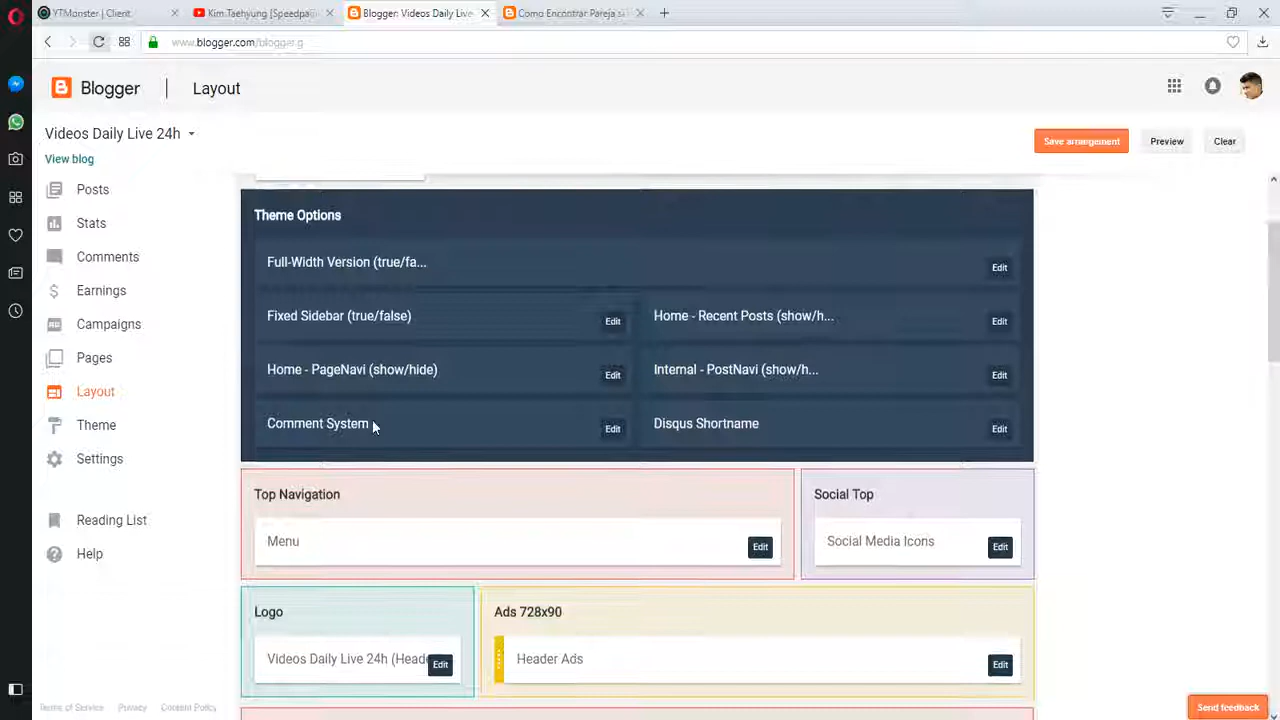 YTMonster | Client
Kim Taehyung (Speedpa
Blogger: Videos Daily Live
Como Encontrar Pareja s
www.blogger.com/blogger.g
Blogger
Layout
Videos Daily Live 24h
View blog
Save arrangement
Preview
Clear
Posts
Stats
Comments
Earnings
Campaigns
Pages
Layout
Theme
Settings
Reading List
Help
Theme Options
Full-Width Version (true/fa...
Edit
Fixed Sidebar (true/false)
Edit
Home - Recent Posts (show/h...
Edit
Home - PageNavi (show/hide)
Edit
Internal - PostNavi (show/h...
Edit
Comment System
Edit
Disqus Shortname
Edit
Top Navigation
Menu
Edit
Social Top
Social Media Icons
Edit
Logo
Videos Daily Live 24h (Heade
Edit
Ads 728x90
Header Ads
Edit
Terms of Service
Privacy
Content Policy
Send feedback